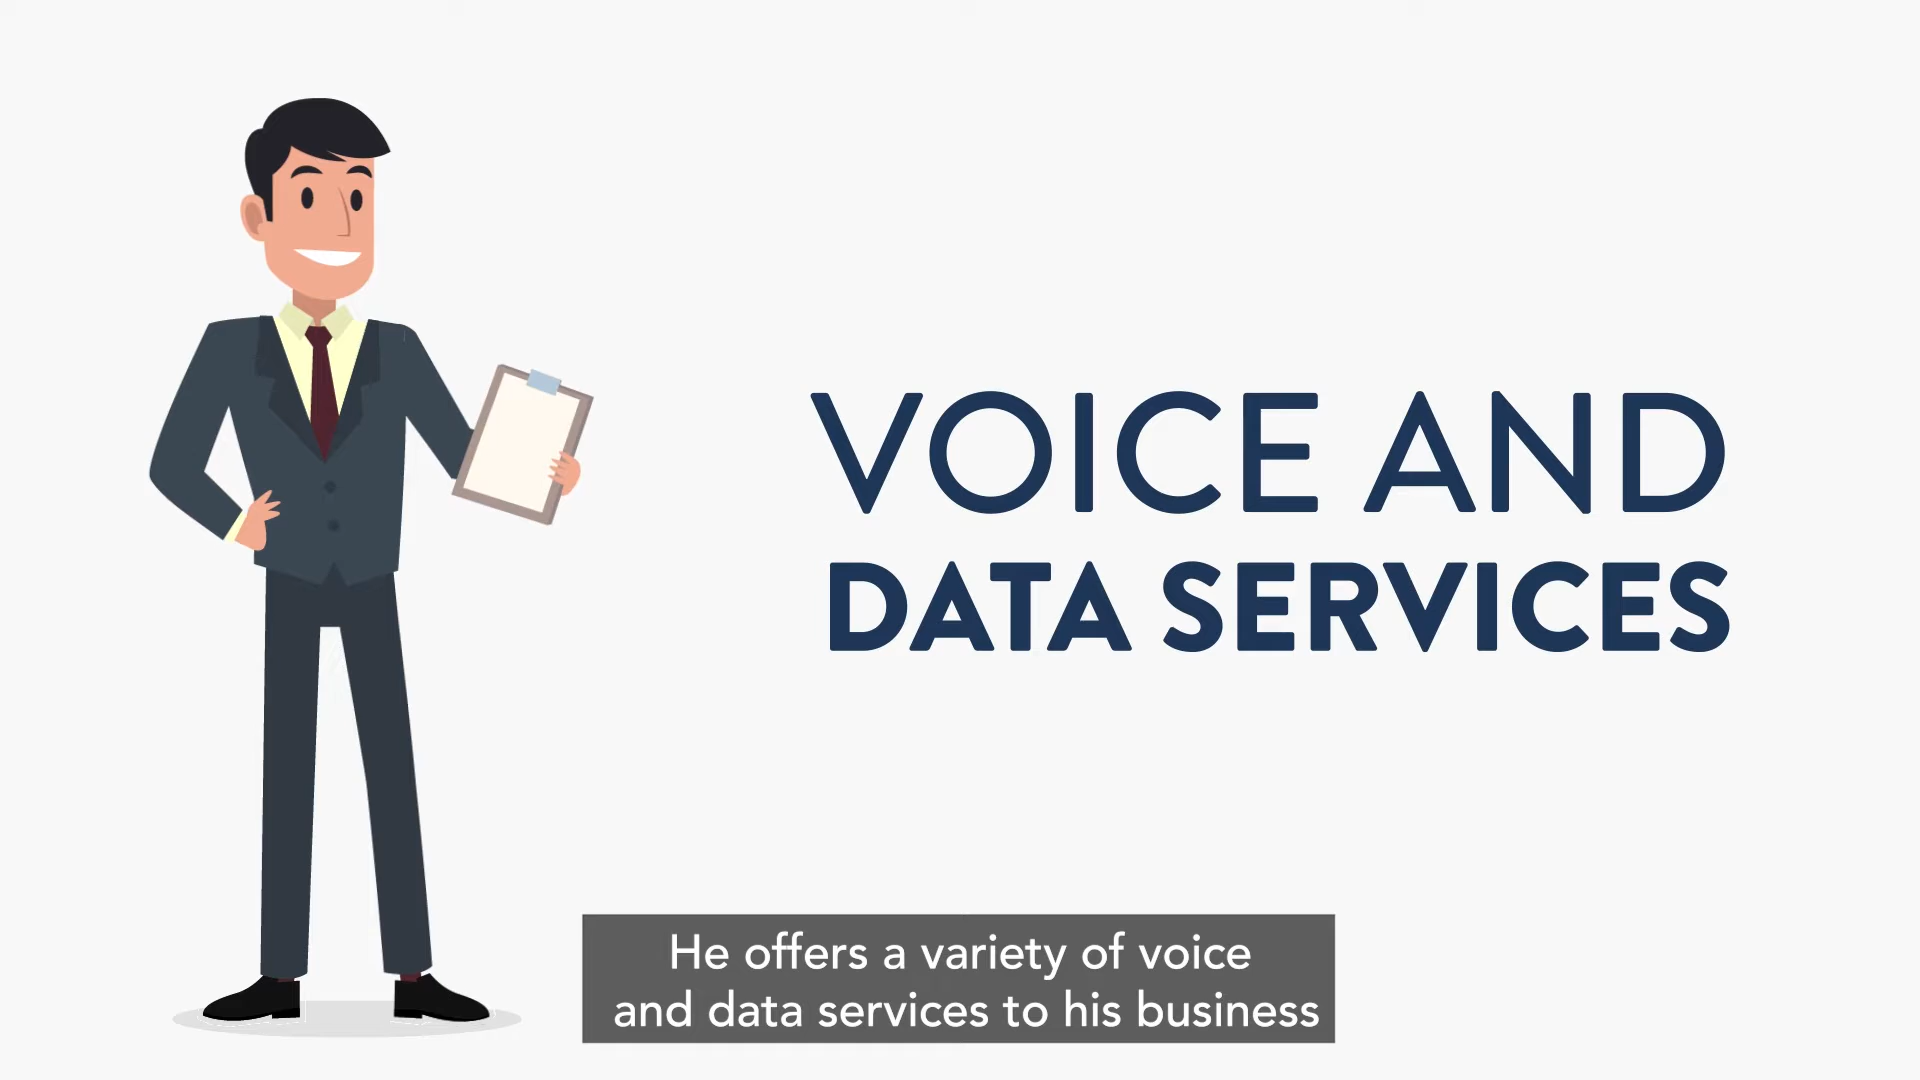 VOICE AND
DATA SERVICES
He offers a variety of voice
and data services to his business